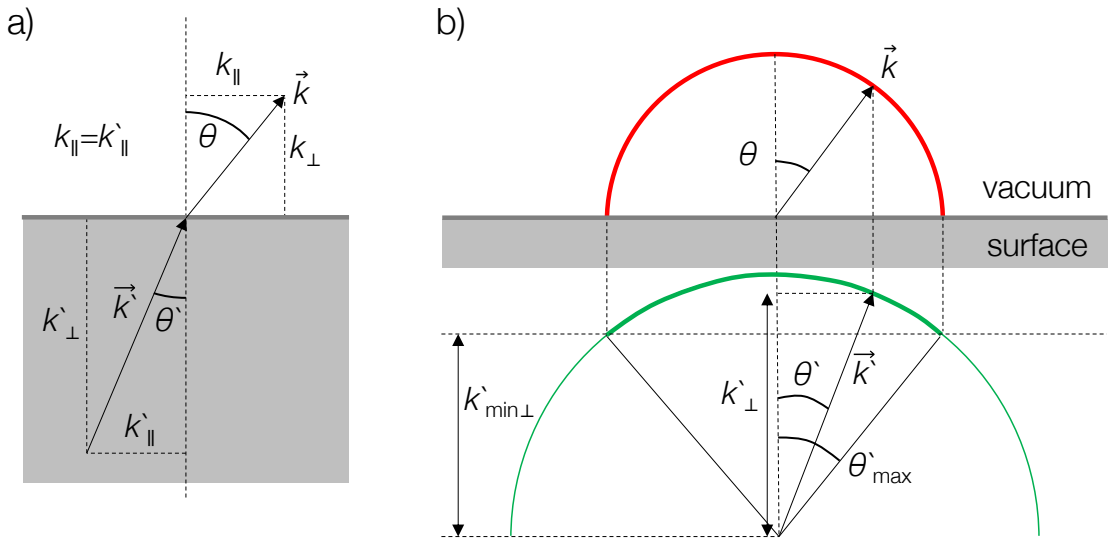 a)
k∥
k⃗
k∥=k`∥
θ
k⊥
k`⊥
k⃗`
θ`
k`∥
b)
k⃗
θ
vacuum
surface
k`min⊥
k`⊥
θ`
k⃗`
θ`max